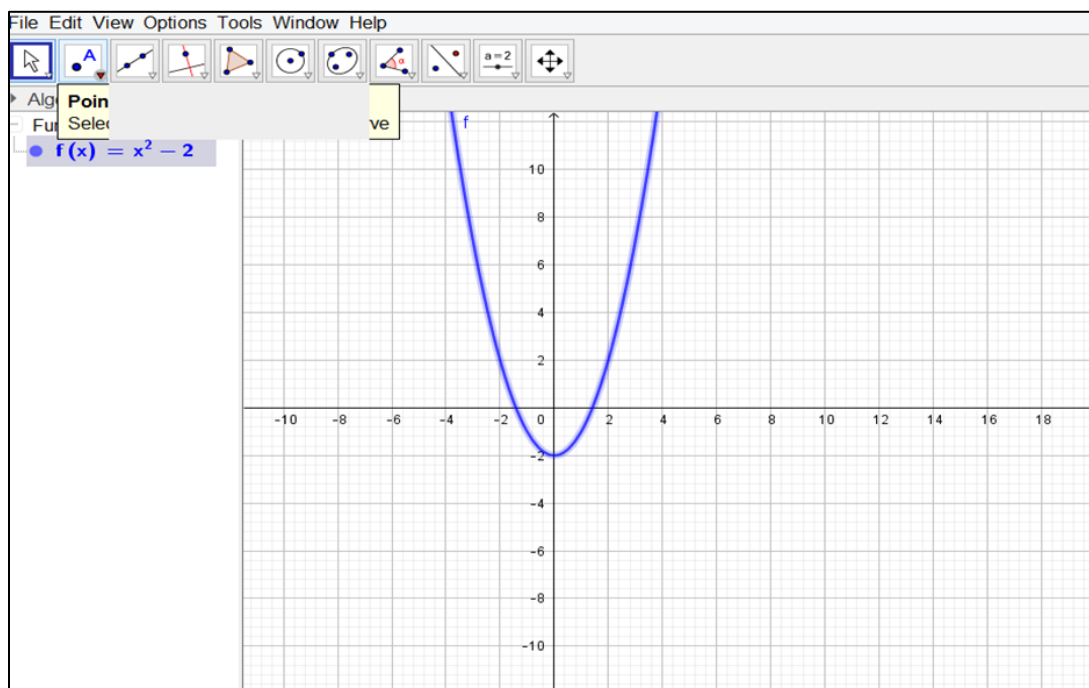 File Edit View Options Tools Window Help
A
α
a=2
Alg
Poin
Selec ve
Fun
f(x) = x² − 2
f
10
8
6
4
2
-10 -8 -6 -4 -2 0 2 4 6 8 10 12 14 16 18
-2
-4
-6
-8
-10